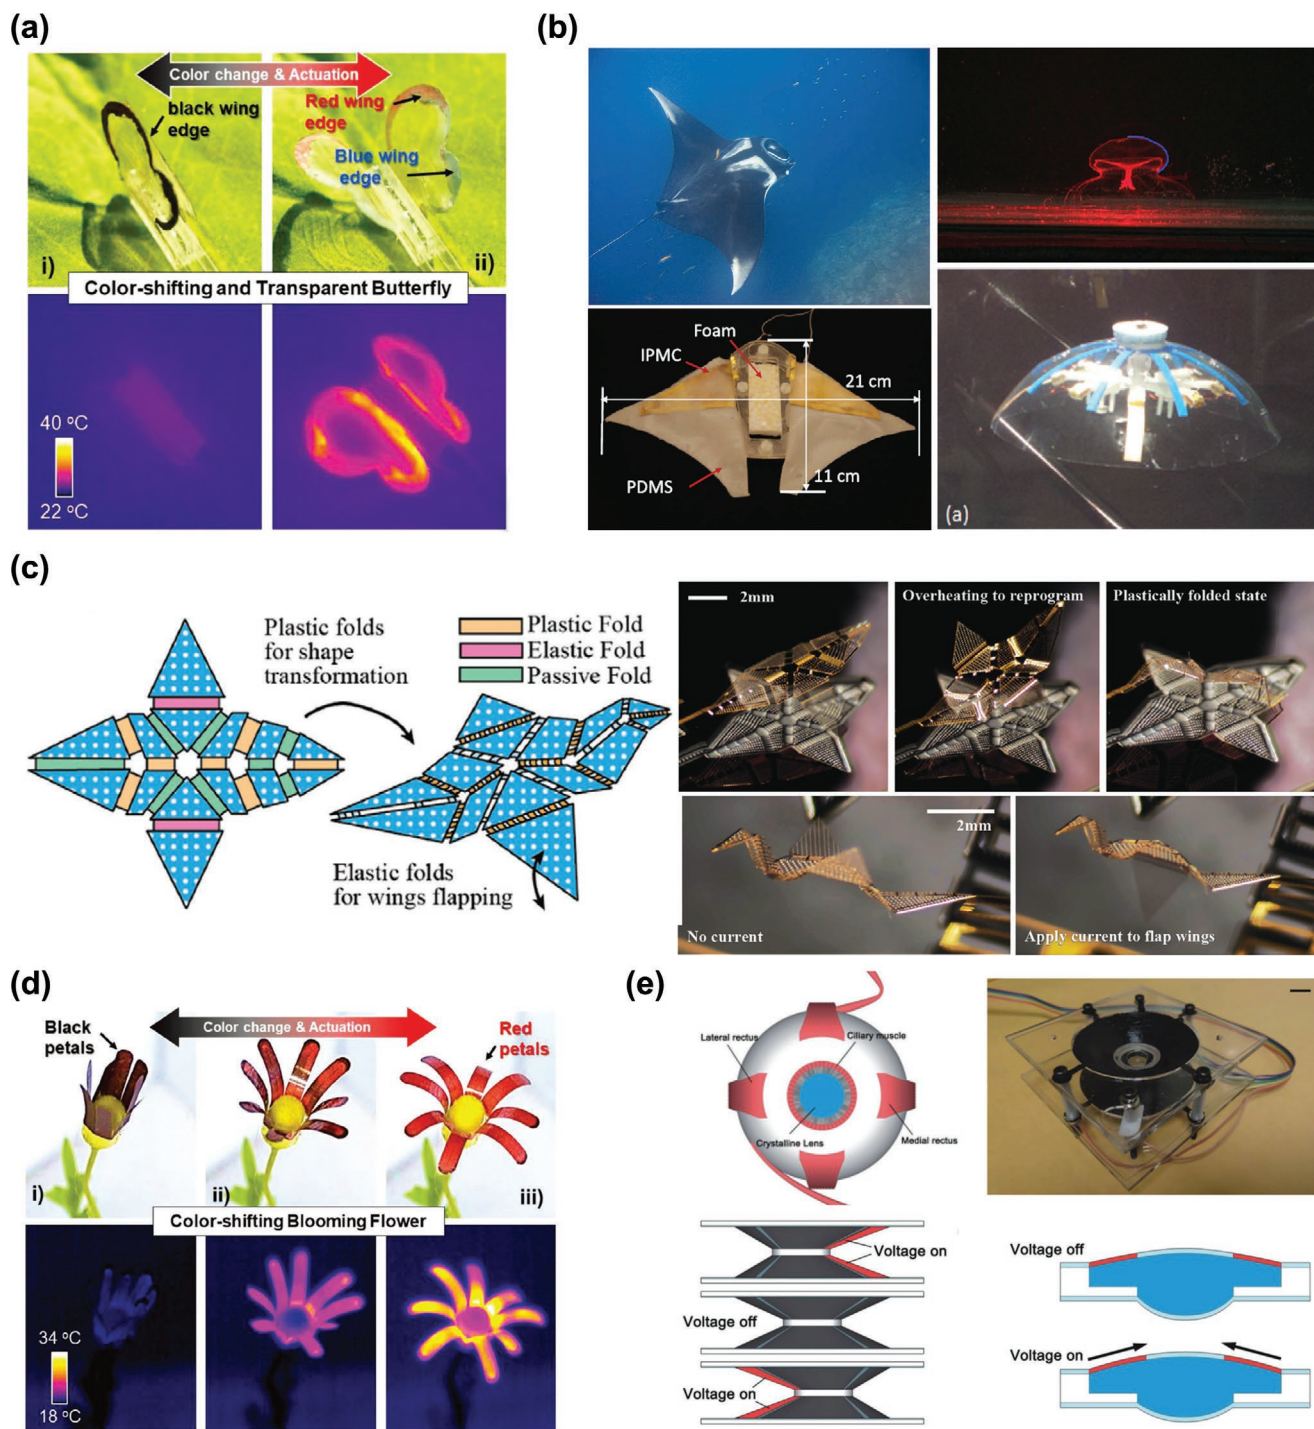 (a)
Color change & Actuation
black wing
edge
Red wing
edge
Blue wing
edge
i)
ii)
Color-shifting and Transparent Butterfly
40 ºC
22 ºC
(b)
Foam
IPMC
21 cm
PDMS
11 cm
(a)
(c)
Plastic folds
for shape
transformation
Plastic Fold
Elastic Fold
Passive Fold
Elastic folds
for wings flapping
2mm
Overheating to reprogram
Plastically folded state
2mm
No current
Apply current to flap wings
(d)
Black
petals
Color change & Actuation
Red
petals
i)
ii)
iii)
Color-shifting Blooming Flower
34 ºC
18 ºC
(e)
Lateral rectus
Ciliary muscle
Crystalline Lens
Medial rectus
Voltage on
Voltage off
Voltage on
Voltage off
Voltage on